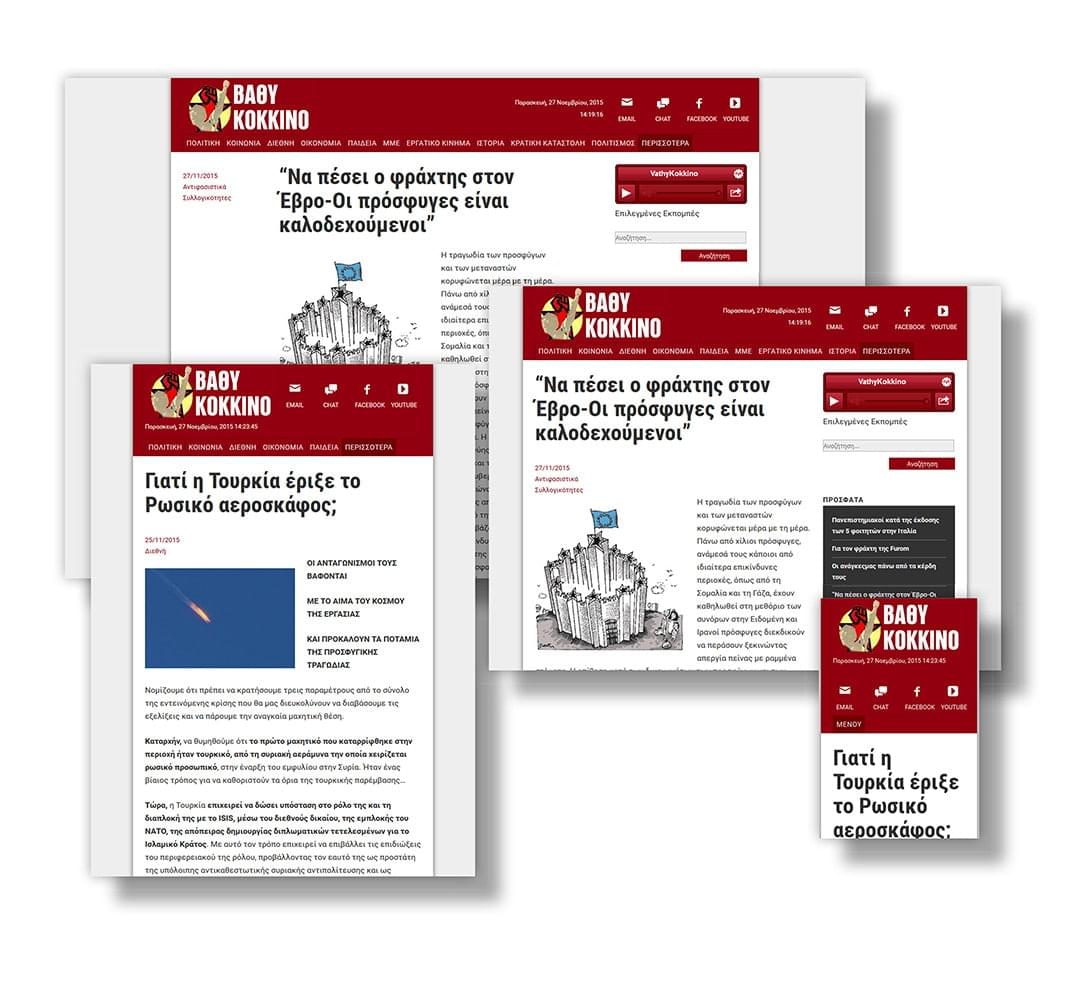 ΒΑΘΥ
ΚΟΚΚΙΝΟ
Παρασκευή, 27 Νοεμβρίου, 2015
14:19:16
EMAIL
CHAT
FACEBOOK
YOUTUBE
ΠΟΛΙΤΙΚΗ ΚΟΙΝΩΝΙΑ ΔΙΕΘΝΗ ΟΙΚΟΝΟΜΙΑ ΠΑΙΔΕΙΑ ΜΜΕ ΕΡΓΑΤΙΚΟ ΚΙΝΗΜΑ ΙΣΤΟΡΙΑ ΚΡΑΤΙΚΗ ΚΑΤΑΣΤΟΛΗ ΠΟΛΙΤΙΣΜΟΣ ΠΕΡΙΣΣΟΤΕΡΑ
27/11/2015
Αντιφασιστικά
Συλλογικότητες
“Να πέσει ο φράχτης στον
Έβρο-Οι πρόσφυγες είναι
καλοδεχούμενοι”
Η τραγωδία των προσφύγων
και των μεταναστών
κορυφώνεται μέρα με τη μέρα.
Πάνω από
ανάμεσά τους
ιδιαίτερα
περιοχές,
Σομαλία και
καθηλωθεί
VathyKokkino
Επιλεγμένες Εκπομπές
Αναζήτηση...
Αναζήτηση
ΒΑΘΥ
ΚΟΚΚΙΝΟ
Παρασκευή, 27 Νοεμβρίου, 2015
14:19:16
EMAIL
CHAT
FACEBOOK
YOUTUBE
ΠΟΛΙΤΙΚΗ ΚΟΙΝΩΝΙΑ ΔΙΕΘΝΗ ΟΙΚΟΝΟΜΙΑ ΠΑΙΔΕΙΑ ΜΜΕ ΕΡΓΑΤΙΚΟ ΚΙΝΗΜΑ ΙΣΤΟΡΙΑ ΠΕΡΙΣΣΟΤΕΡΑ
“Να πέσει ο φράχτης στον
Έβρο-Οι πρόσφυγες είναι
καλοδεχούμενοι”
27/11/2015
Αντιφασιστικά
Συλλογικότητες
Η τραγωδία των προσφύγων
και των μεταναστών
κορυφώνεται μέρα με τη μέρα.
Πάνω από χίλιοι πρόσφυγες,
ανάμεσά τους κάποιοι από
ιδιαίτερα επικίνδυνες
περιοχές, όπως από τη
Σομαλία και τη Γάζα, έχουν
καθηλωθεί στη μεθόριο των
συνόρων στην Ειδομένη και
Ιρανοί πρόσφυγες διεκδικούν
να περάσουν ξεκινώντας
απεργία πείνας με ραμμένα
VathyKokkino
Επιλεγμένες Εκπομπές
Αναζήτηση...
Αναζήτηση
ΠΡΟΣΦΑΤΑ
Πανεπιστημιακοί κατά της έκδοσης
των 5 φοιτητών στην Ιταλία
Για τον φράχτη της Furom
Οι ανάγκεςμας πάνω από τα κέρδη
τους
"Να πέσει ο φράχτης στον Έβρο-Οι
ΒΑΘΥ
ΚΟΚΚΙΝΟ
EMAIL
CHAT
FACEBOOK
YOUTUBE
Παρασκευή, 27 Νοεμβρίου, 2015 14:23:45
ΠΟΛΙΤΙΚΗ ΚΟΙΝΩΝΙΑ ΔΙΕΘΝΗ ΟΙΚΟΝΟΜΙΑ ΠΑΙΔΕΙΑ ΠΕΡΙΣΣΟΤΕΡΑ
Γιατί η Τουρκία έριξε το
Ρωσικό αεροσκάφος;
25/11/2015
Διεθνή
ΟΙ ΑΝΤΑΓΩΝΙΣΜΟΙ ΤΟΥΣ
ΒΑΦΟΝΤΑΙ
ΜΕ ΤΟ ΑΙΜΑ ΤΟΥ ΚΟΣΜΟΥ
ΤΗΣ ΕΡΓΑΣΙΑΣ
ΚΑΙ ΠΡΟΚΑΛΟΥΝ ΤΑ ΠΟΤΑΜΙΑ
ΤΗΣ ΠΡΟΣΦΥΓΙΚΗΣ
ΤΡΑΓΩΔΙΑΣ
Νομίζουμε ότι πρέπει να κρατήσουμε τρεις παραμέτρους από το σύνολο
της εντεινόμενης κρίσης που θα μας διευκολύνουν να διαβάσουμε τις
εξελίξεις και να πάρουμε την αναγκαία μαχητική θέση.
Καταρχήν, να θυμηθούμε ότι το πρώτο μαχητικό που καταρρίφθηκε στην
περιοχή ήταν τουρκικό, από τη συριακή αεράμυνα την οποία χειρίζεται
ρωσικό προσωπικό, στην έναρξη του εμφυλίου στην Συρία. Ήταν ένας
βίαιος τρόπος για να καθοριστούν τα όρια της τουρκικής παρέμβασης…
Τώρα, η Τουρκία επιχειρεί να δώσει υπόσταση στο ρόλο της και τη
διαπλοκή της με το ISIS, μέσω του διεθνούς δικαίου, της εμπλοκής του
ΝΑΤΟ, της απόπειρας δημιουργίας διπλωματικών τετελεσμένων για το
Ισλαμικό Κράτος. Με αυτό τον τρόπο επιχειρεί να επιβάλλει τις επιδιώξεις
του περιφερειακού της ρόλου, προβάλλοντας τον εαυτό της ως προστάτη
της υπόλοιπης αντικαθεστωτικής συριακής αντιπολίτευσης και ως
ΒΑΘΥ
ΚΟΚΚΙΝΟ
Παρασκευή, 27 Νοεμβρίου, 2015 14:23:45
EMAIL
CHAT
FACEBOOK
YOUTUBE
ΜΕΝΟΥ
Γιατί η
Τουρκία έριξε
το Ρωσικό
αεροσκάφος;